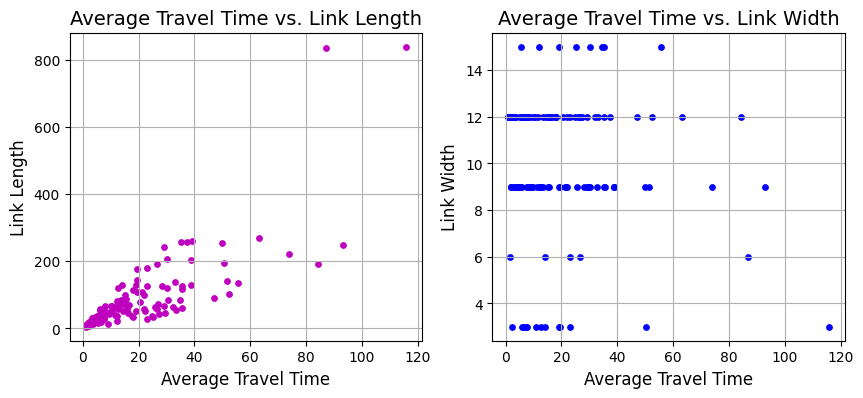 Average Travel Time vs. Link Length
800
600
400
200
0
Link Length
0 20 40 60 80 100 120
Average Travel Time
Average Travel Time vs. Link Width
14
12
10
8
6
4
Link Width
0 20 40 60 80 100 120
Average Travel Time